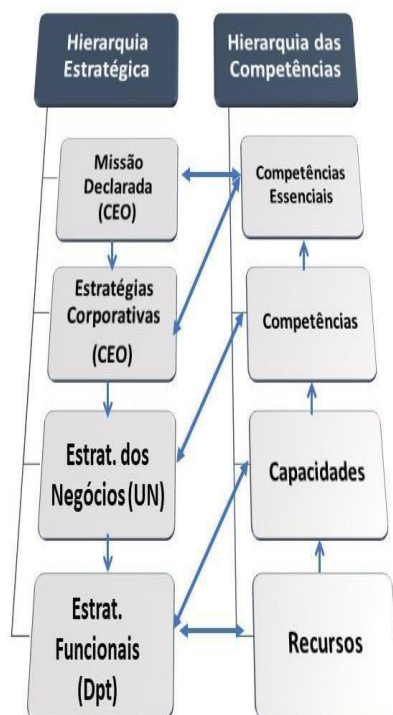 Hierarquia
Estratégica
Hierarquia das
Competências
Missão
Declarada
(CEO)
Competências
Essenciais
Estratégias
Corporativas
(CEO)
Competências
Estrat. dos
Negócios (UN)
Capacidades
Estrat.
Funcionais
(Dpt)
Recursos